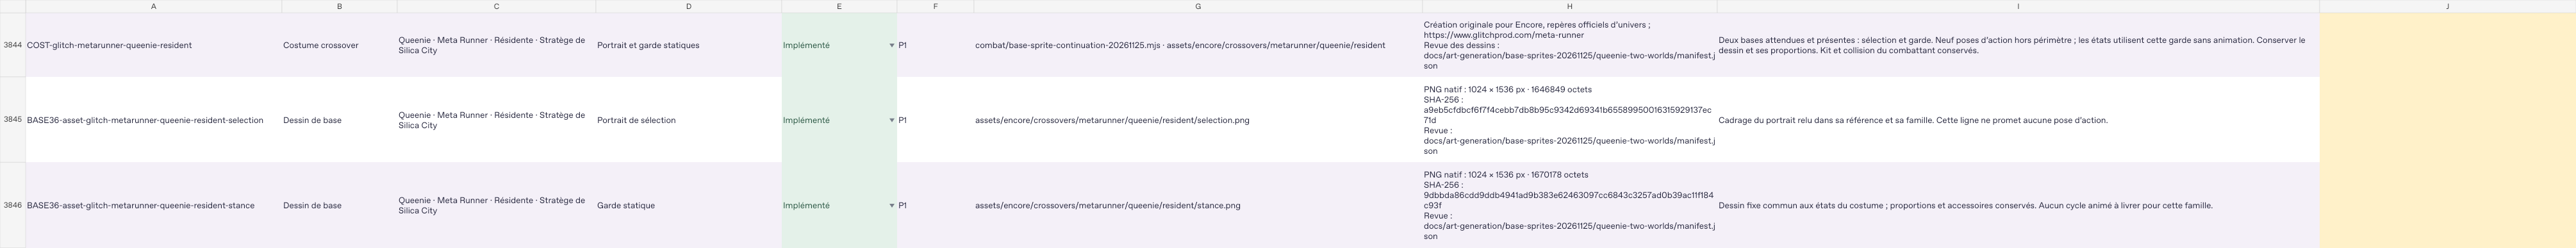 A B C D E F G H I J
3844 COST-glitch-metarunner-queenie-resident
Costume crossover
Queenie · Meta Runner · Résidente · Stratège de
Silica City
Portrait et garde statiques
Implémenté
P1
combat/base-sprite-continuation-20261125.mjs · assets/encore/crossovers/metarunner/queenie/resident
Création originale pour Encore, repères officiels d'univers ;
https://www.glitchprod.com/meta-runner
Revue des dessins :
docs/art-generation/base-sprites-20261125/queenie-two-worlds/manifest.j
son
Deux bases attendues et présentes : sélection et garde. Neuf poses d'action hors périmètre ; les états utilisent cette garde sans animation. Conserver le
dessin et ses proportions. Kit et collision du combattant conservés.
3845 BASE36-asset-glitch-metarunner-queenie-resident-selection
Dessin de base
Queenie · Meta Runner · Résidente · Stratège de
Silica City
Portrait de sélection
Implémenté
P1
assets/encore/crossovers/metarunner/queenie/resident/selection.png
PNG natif : 1024 × 1536 px · 1646849 octets
SHA-256 :
a9eb5cfdbcf6f7f4cebb7db8b95c9342d69341b65589950016315929137ec
71d
Revue :
docs/art-generation/base-sprites-20261125/queenie-two-worlds/manifest.j
son
Cadrage du portrait relu dans sa référence et sa famille. Cette ligne ne promet aucune pose d'action.
3846 BASE36-asset-glitch-metarunner-queenie-resident-stance
Dessin de base
Queenie · Meta Runner · Résidente · Stratège de
Silica City
Garde statique
Implémenté
P1
assets/encore/crossovers/metarunner/queenie/resident/stance.png
PNG natif : 1024 × 1536 px · 1670178 octets
SHA-256 :
9dbbda86cdd9ddb4941ad9b383e62463097cc6843c3257ad0b39ac11f184
c93f
Revue :
docs/art-generation/base-sprites-20261125/queenie-two-worlds/manifest.j
son
Dessin fixe commun aux états du costume ; proportions et accessoires conservés. Aucun cycle animé à livrer pour cette famille.